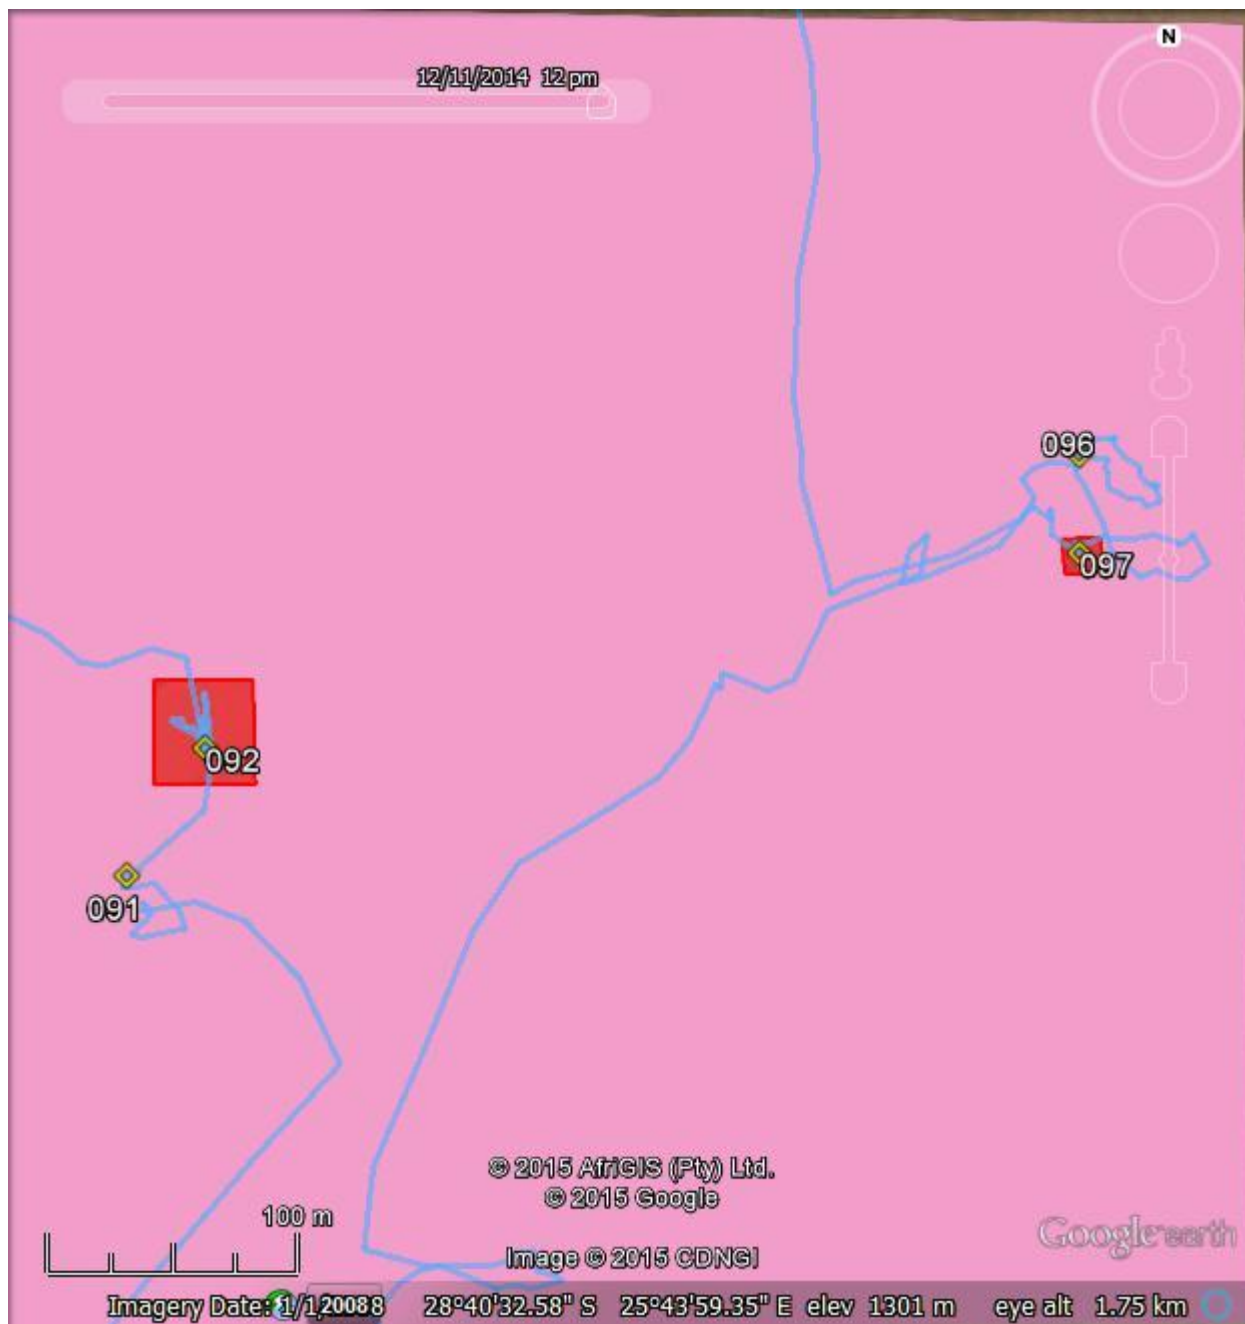 N
12/11/2014 12 pm
096
097
092
091
© 2015 AfriGIS (Pty) Ltd.
© 2015 Google
100 m
Google earth
Image © 2015 CDNGI
Imagery Date: 2008 28°40'32.58" S 25°43'59.35" E elev 1301 m eye alt 1.75 km